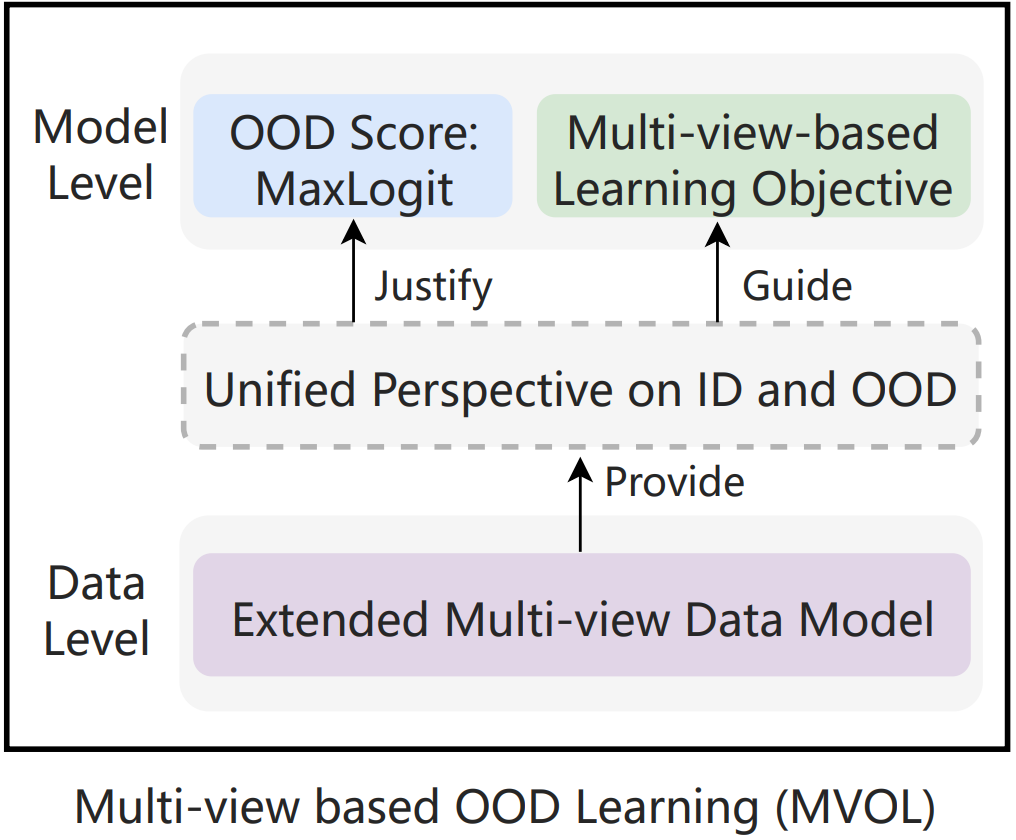 Model
Level
OOD Score:
MaxLogit
Multi-view-based
Learning Objective
Justify
Guide
Unified Perspective on ID and OOD
Provide
Data
Level
Extended Multi-view Data Model
Multi-view based OOD Learning (MVOL)